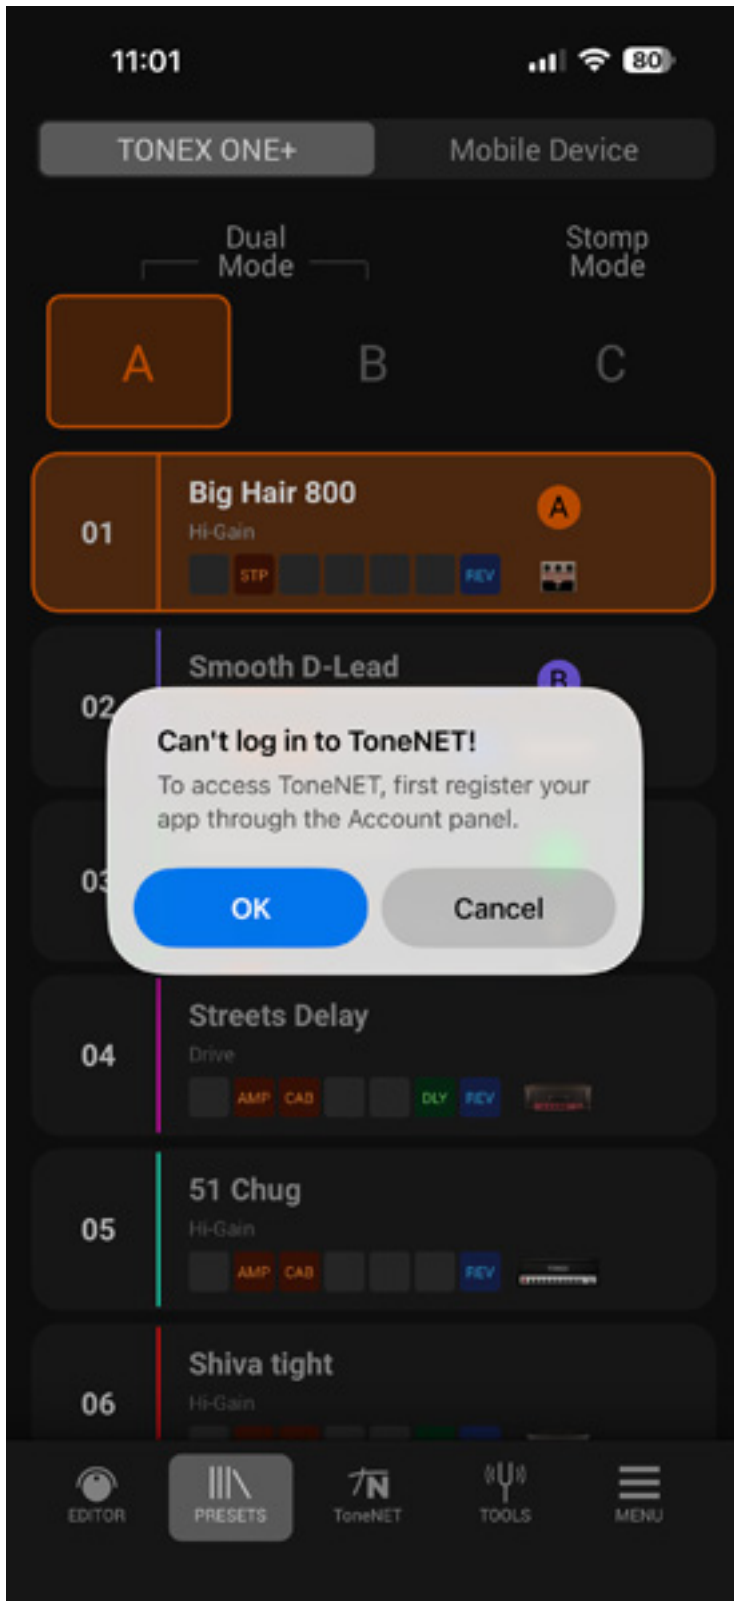 11:01
80
TONEX ONE+
Mobile Device
Dual
Mode
Stomp
Mode
A
B
C
01
Big Hair 800
A
Hi-Gain
STP
REV
02
Smooth D-Lead
B
Can't log in to ToneNET!
To access ToneNET, first register your
app through the Account panel.
03
OK
Cancel
04
Streets Delay
Drive
AMP
CAB
DLY
REV
05
51 Chug
Hi-Gain
AMP
CAB
REV
06
Shiva tight
Hi-Gain
EDITOR
PRESETS
ToneNET
TOOLS
MENU